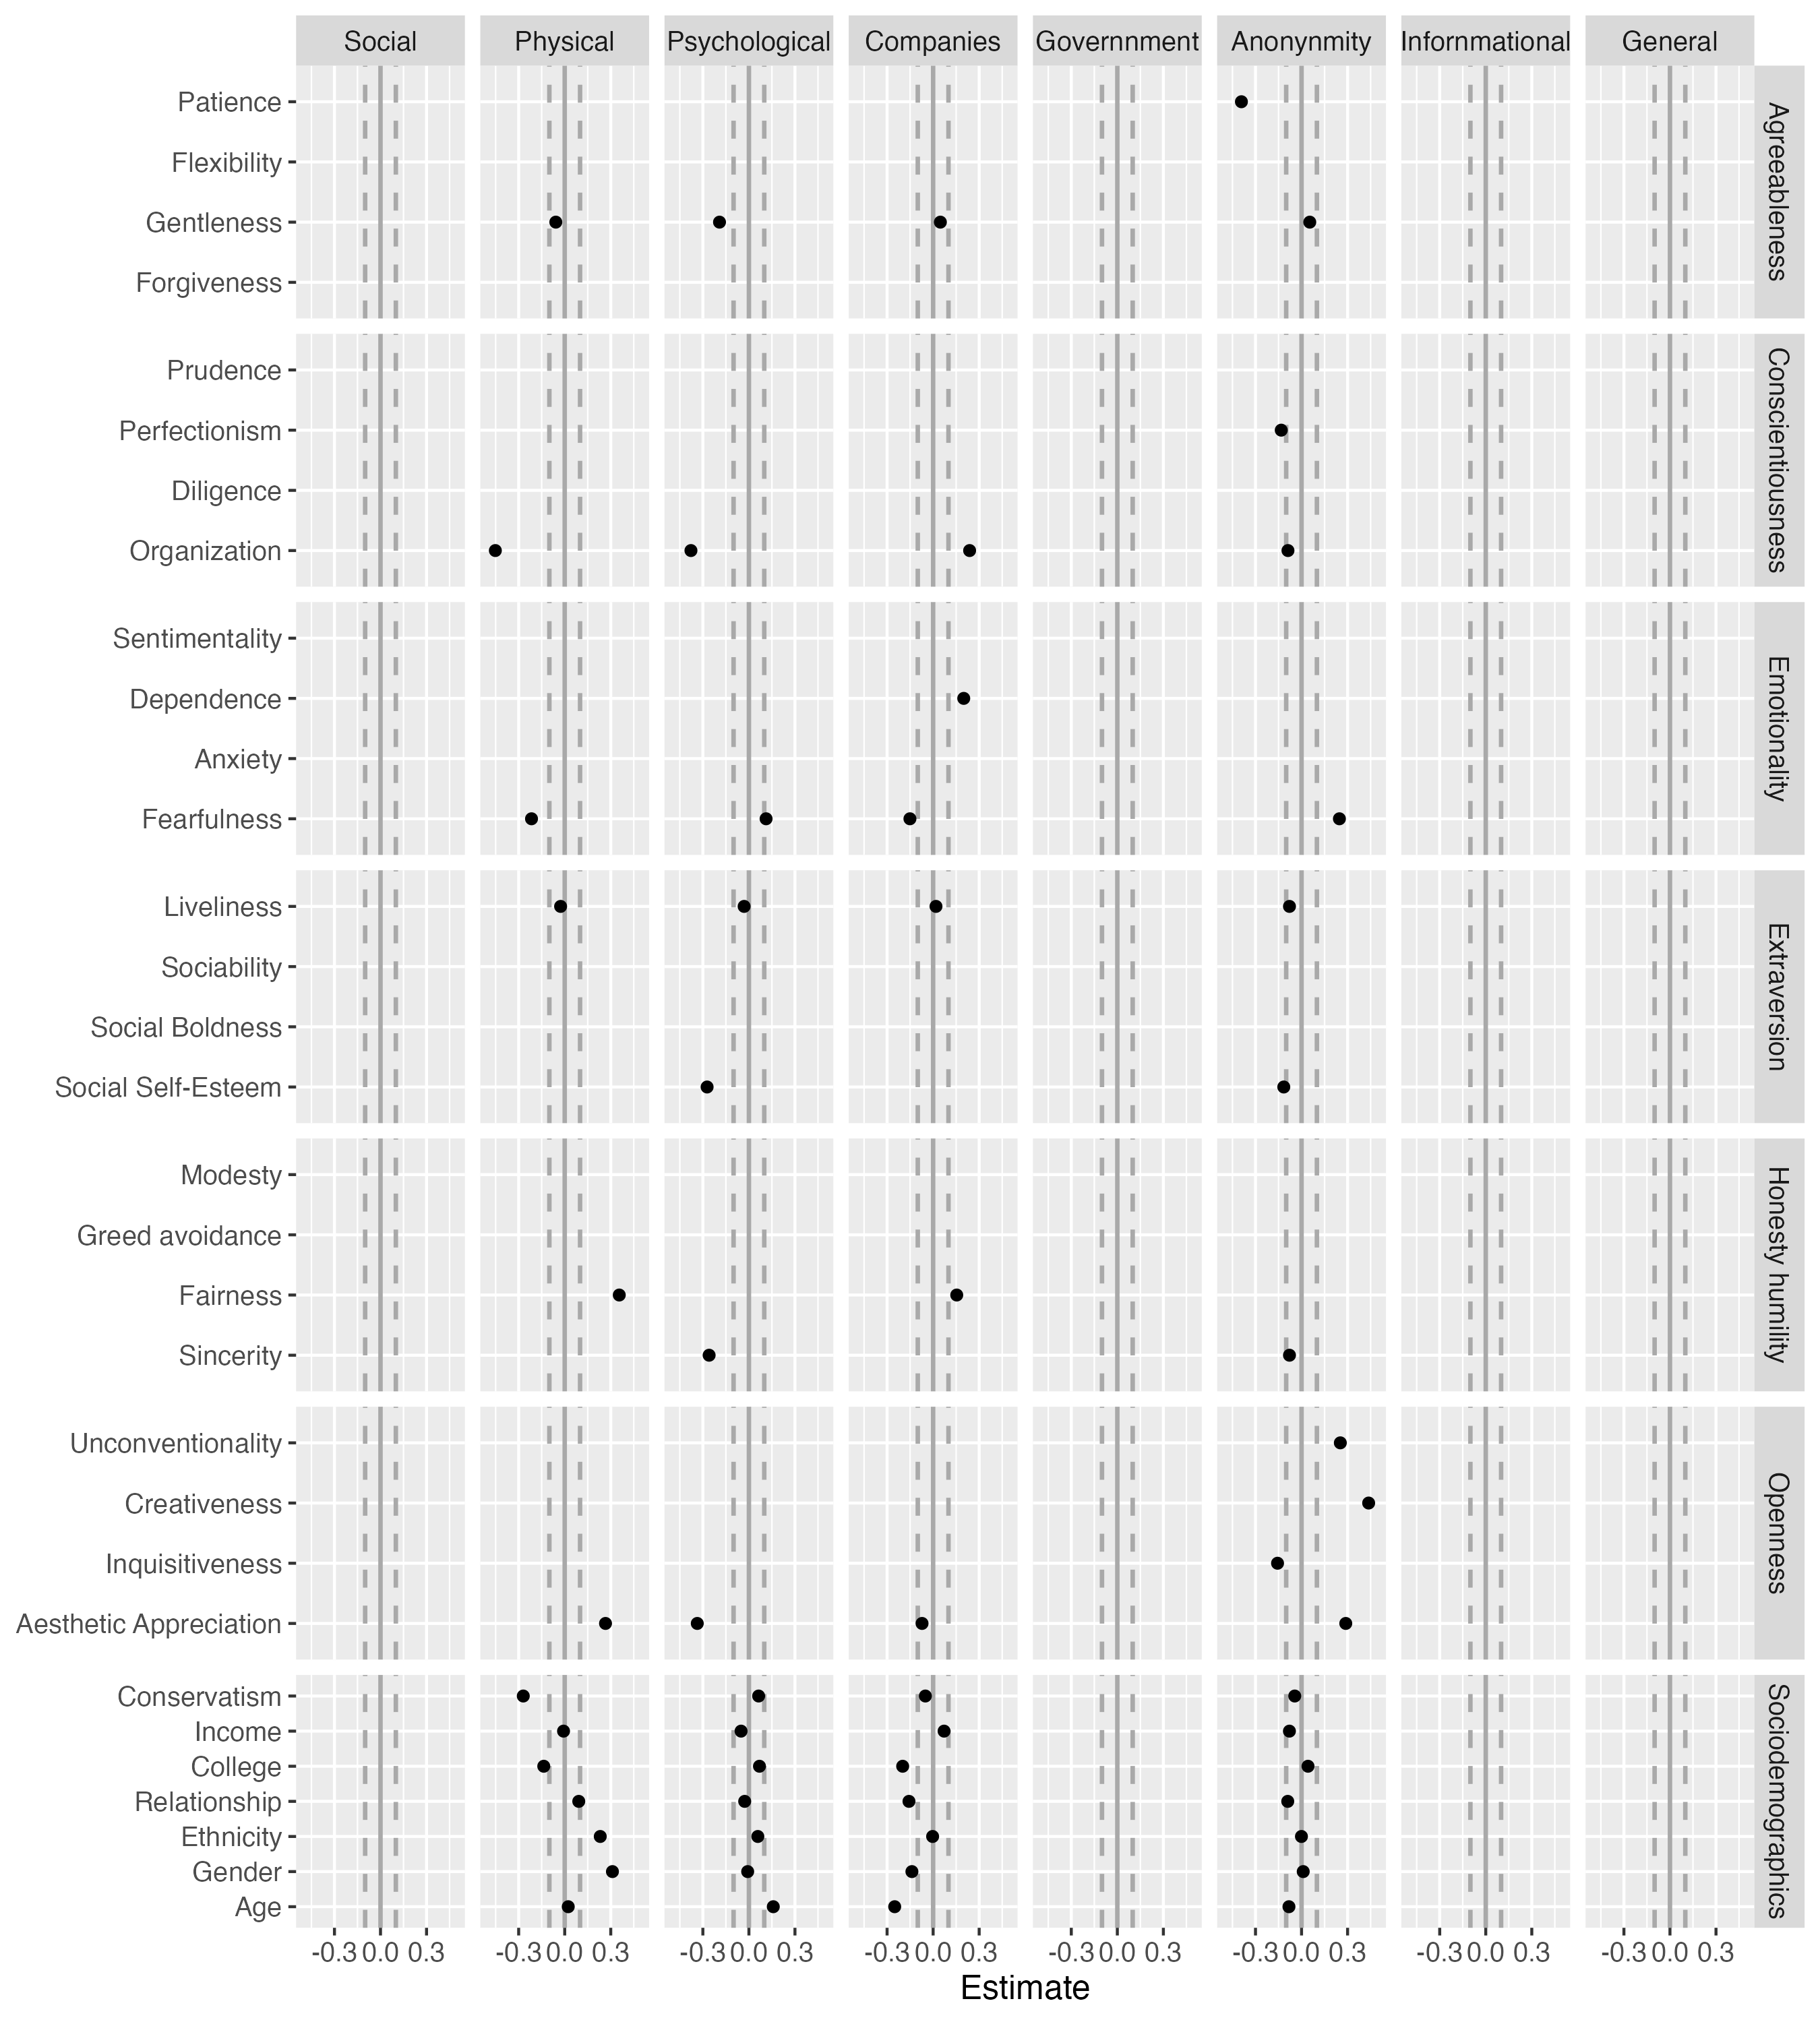 Social Physical Psychological Companies Governnment Anonynmity Infornmational General
Patience
Flexibility
Gentleness
Forgiveness
Agreeableness
Prudence
Perfectionism
Diligence
Organization
Conscientiousness
Sentimentality
Dependence
Anxiety
Fearfulness
Emotionality
Liveliness
Sociability
Social Boldness
Social Self-Esteem
Extraversion
Modesty
Greed avoidance
Fairness
Sincerity
Honesty humility
Unconventionality
Creativeness
Inquisitiveness
Aesthetic Appreciation
Openness
Conservatism
Income
College
Relationship
Ethnicity
Gender
Age
Sociodemographics
-0.3 0.0 0.3 -0.3 0.0 0.3 -0.3 0.0 0.3 -0.3 0.0 0.3 -0.3 0.0 0.3 -0.3 0.0 0.3 -0.3 0.0 0.3 -0.3 0.0 0.3
Estimate